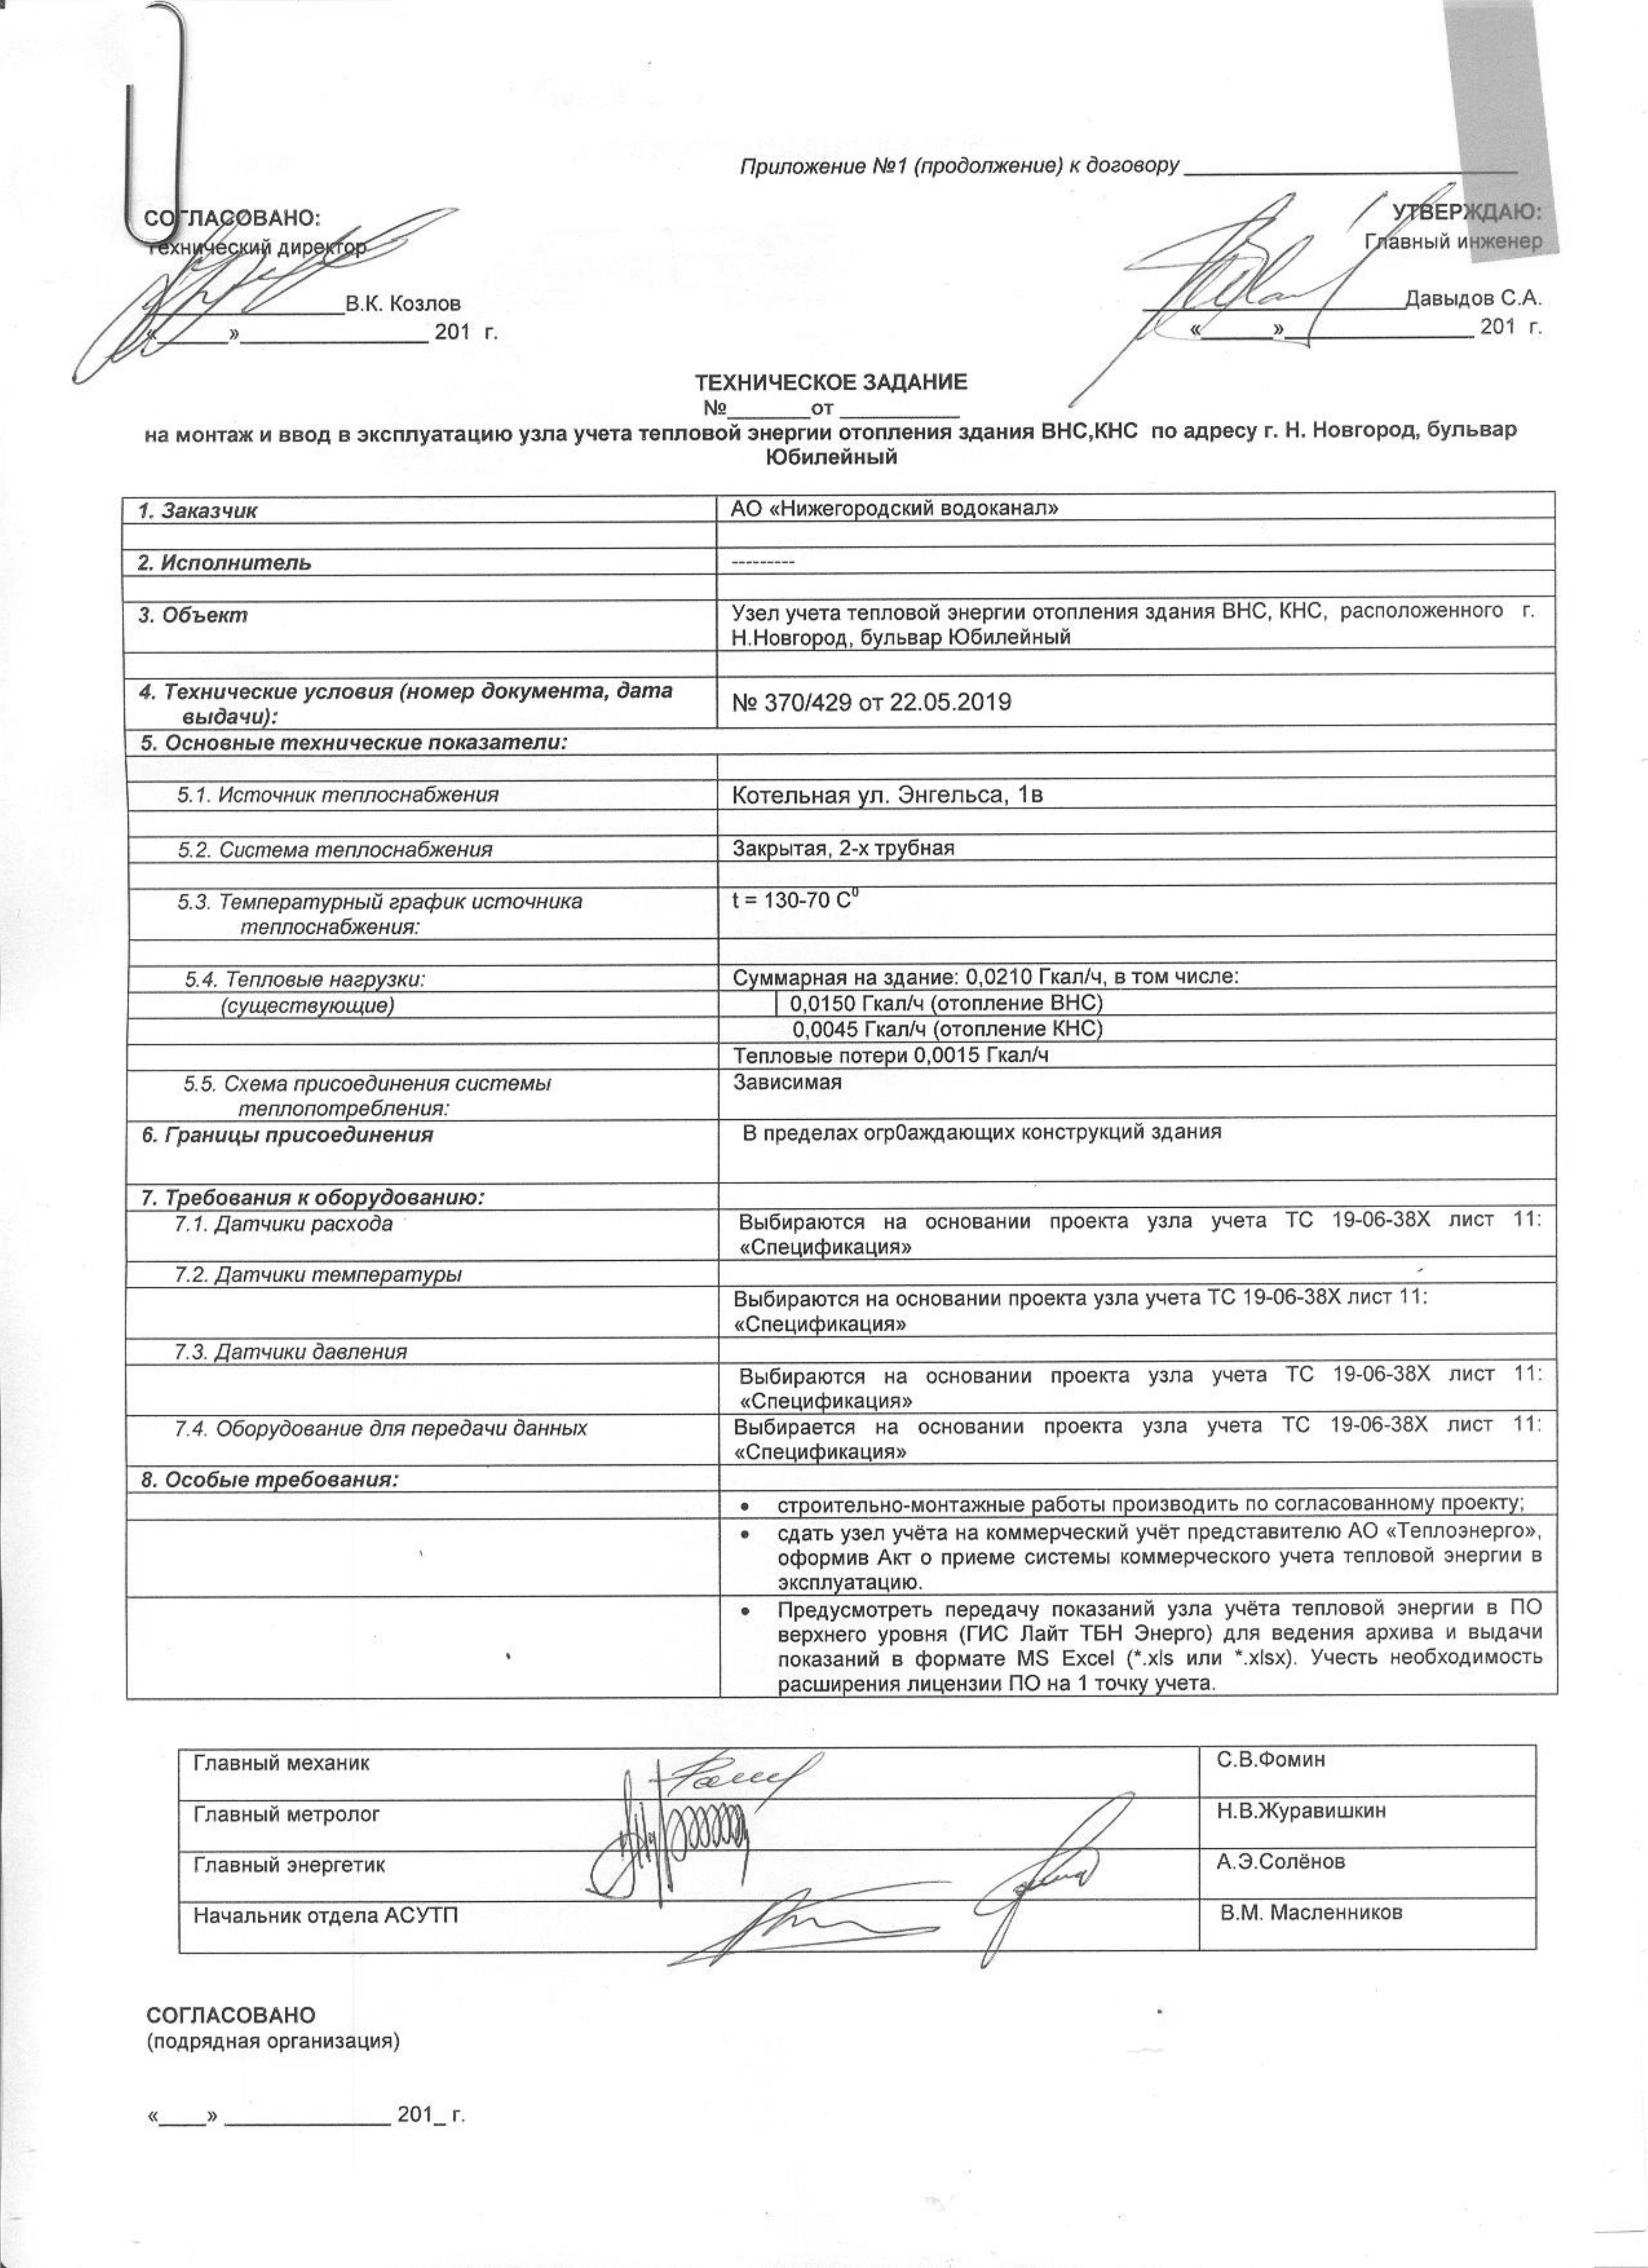 Приложение №1 (продолжение) к договору
СОГЛАСОВАНО:
Технический директор
В.К. Козлов
«______»________________ 201 г.
УТВЕРЖДАЮ:
Главный инженер
Давыдов С.А.
«______»________________ 201 г.
ТЕХНИЧЕСКОЕ ЗАДАНИЕ
№_______от __________
на монтаж и ввод в эксплуатацию узла учета тепловой энергии отопления здания ВНС,КНС по адресу г. Н. Новгород, бульвар
Юбилейный
1. Заказчик
АО «Нижегородский водоканал»
2. Исполнитель
---------
3. Объект
Узел учета тепловой энергии отопления здания ВНС, КНС, расположенного г.
Н.Новгород, бульвар Юбилейный
4. Технические условия (номер документа, дата
выдачи):
№ 370/429 от 22.05.2019
5. Основные технические показатели:
5.1. Источник теплоснабжения
Котельная ул. Энгельса, 1в
5.2. Система теплоснабжения
Закрытая, 2-х трубная
5.3. Температурный график источника
теплоснабжения:
t = 130-70 С⁰
5.4. Тепловые нагрузки:
Суммарная на здание: 0,0210 Гкал/ч, в том числе:
(существующие)
0,0150 Гкал/ч (отопление ВНС)
0,0045 Гкал/ч (отопление КНС)
Тепловые потери 0,0015 Гкал/ч
5.5. Схема присоединения системы
теплопотребления:
Зависимая
6. Границы присоединения
В пределах огр0аждающих конструкций здания
7. Требования к оборудованию:
7.1. Датчики расхода
Выбираются на основании проекта узла учета ТС 19-06-38Х лист 11:
«Спецификация»
7.2. Датчики температуры
Выбираются на основании проекта узла учета ТС 19-06-38Х лист 11:
«Спецификация»
7.3. Датчики давления
Выбираются на основании проекта узла учета ТС 19-06-38Х лист 11:
«Спецификация»
7.4. Оборудование для передачи данных
Выбирается на основании проекта узла учета ТС 19-06-38Х лист 11:
«Спецификация»
8. Особые требования:
• строительно-монтажные работы производить по согласованному проекту;
• сдать узел учёта на коммерческий учёт представителю АО «Теплоэнерго»,
оформив Акт о приеме системы коммерческого учета тепловой энергии в
эксплуатацию.
• Предусмотреть передачу показаний узла учёта тепловой энергии в ПО
верхнего уровня (ГИС Лайт ТБН Энерго) для ведения архива и выдачи
показаний в формате MS Excel (*.xls или *.xlsx). Учесть необходимость
расширения лицензии ПО на 1 точку учета.
Главный механик
С.В.Фомин
Главный метролог
Н.В.Журавишкин
Главный энергетик
А.Э.Солёнов
Начальник отдела АСУТП
В.М. Масленников
СОГЛАСОВАНО
(подрядная организация)
«____» ______________ 201_ г.